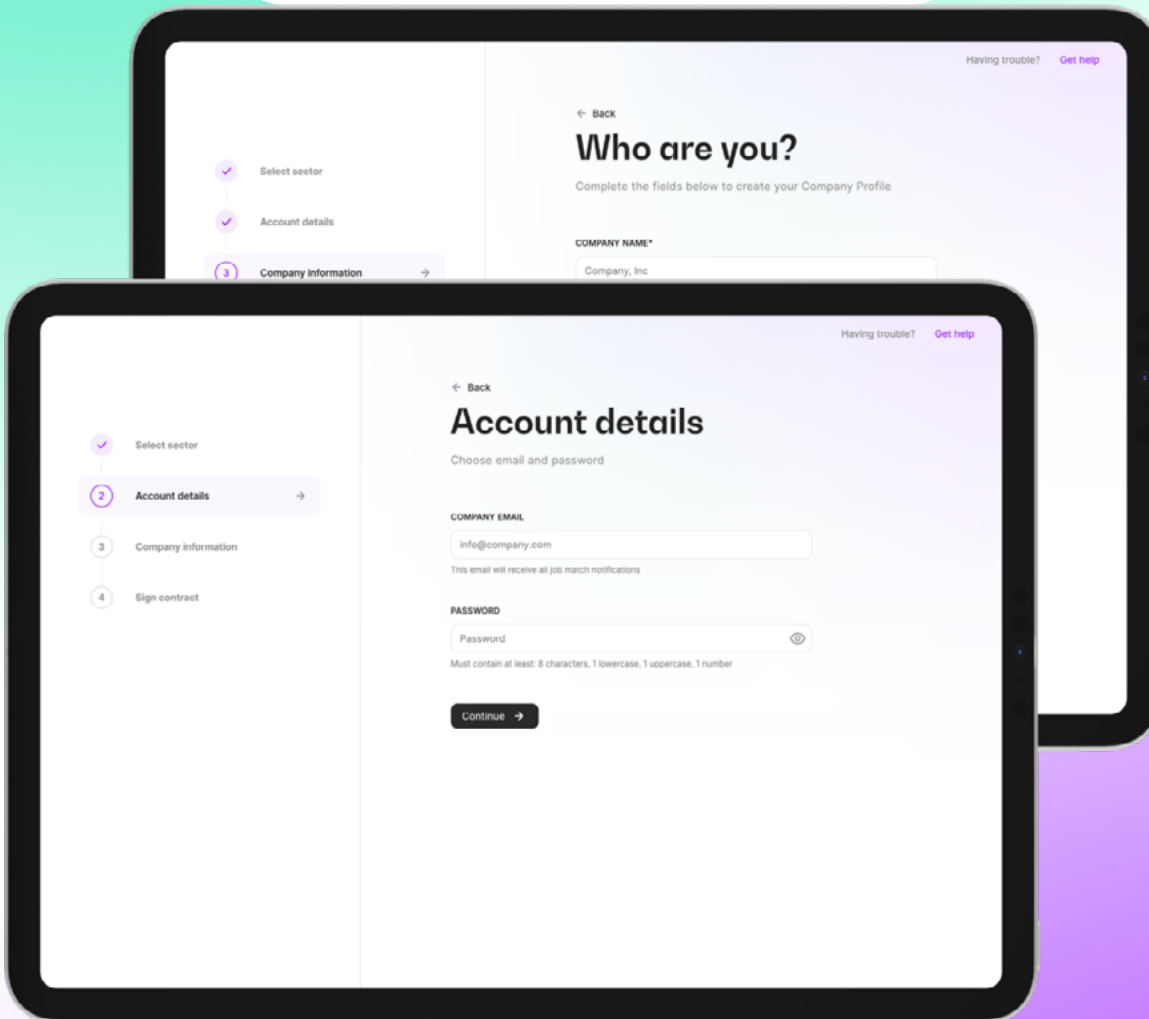 Having trouble? Get help
← Back
Who are you?
Complete the fields below to create your Company Profile
✓ Select sector
✓ Account details
3 Company information →
COMPANY NAME*
Company, Inc
Having trouble? Get help
← Back
Account details
Choose email and password
✓ Select sector
2 Account details →
3 Company information
4 Sign contract
COMPANY EMAIL
info@company.com
This email will receive all job match notifications
PASSWORD
Password
Must contain at least: 8 characters, 1 lowercase, 1 uppercase, 1 number
Continue →